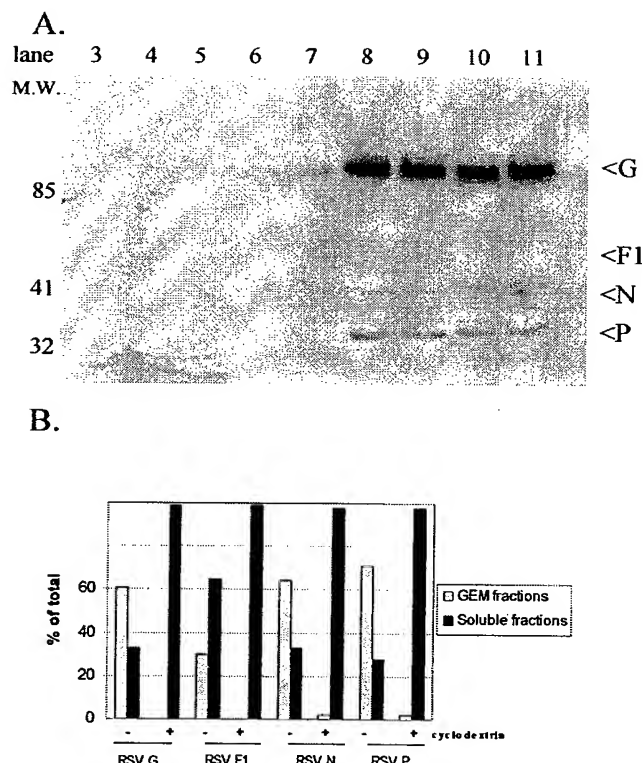 A.
lane 3 4 5 6 7 8 9 10 11
M.W.
<G
85
<F1
41
<N
<P
32
B.
% of total
60
40
20
0
GEM fractions
Soluble fractions
- + - + - + - + cyclodextrin
RSV G RSV F1 RSV N RSV P